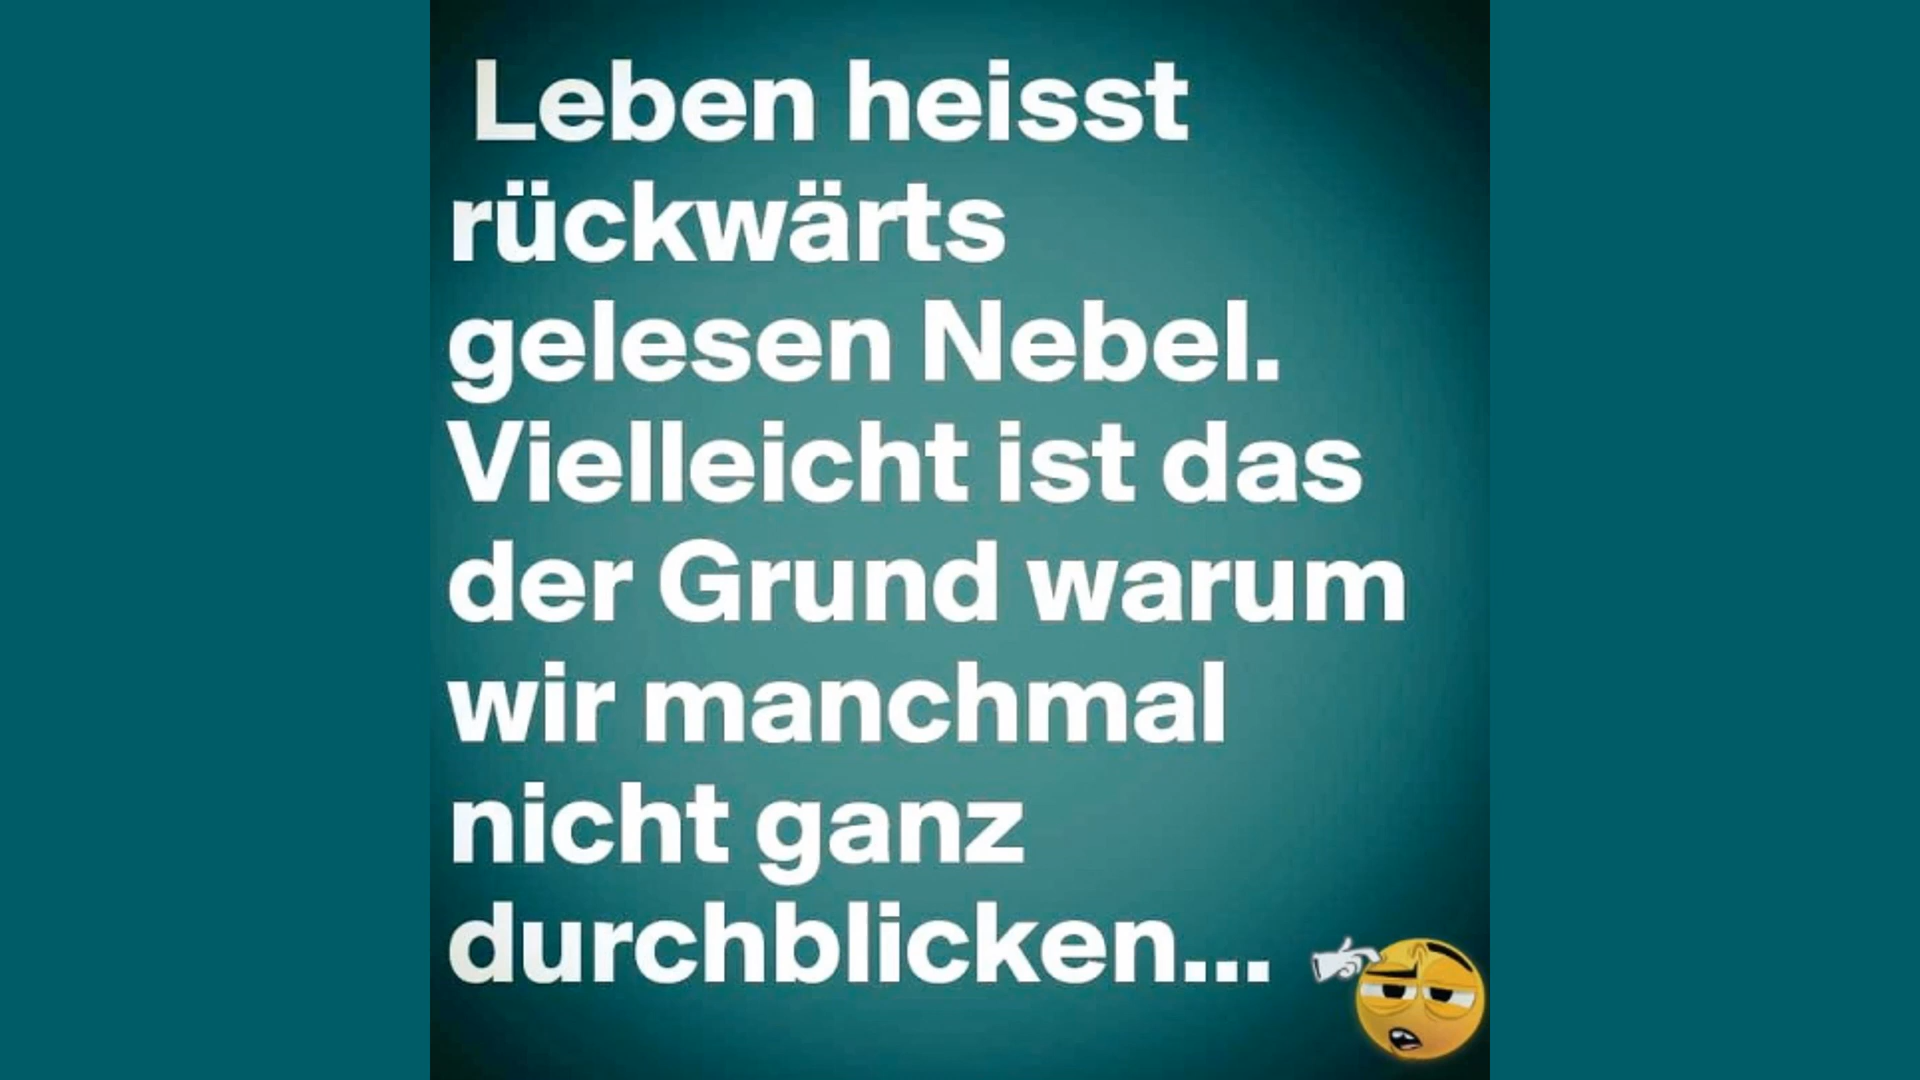 Leben heisst
rückwärts
gelesen Nebel.
Vielleicht ist das
der Grund warum
wir manchmal
nicht ganz
durchblicken...